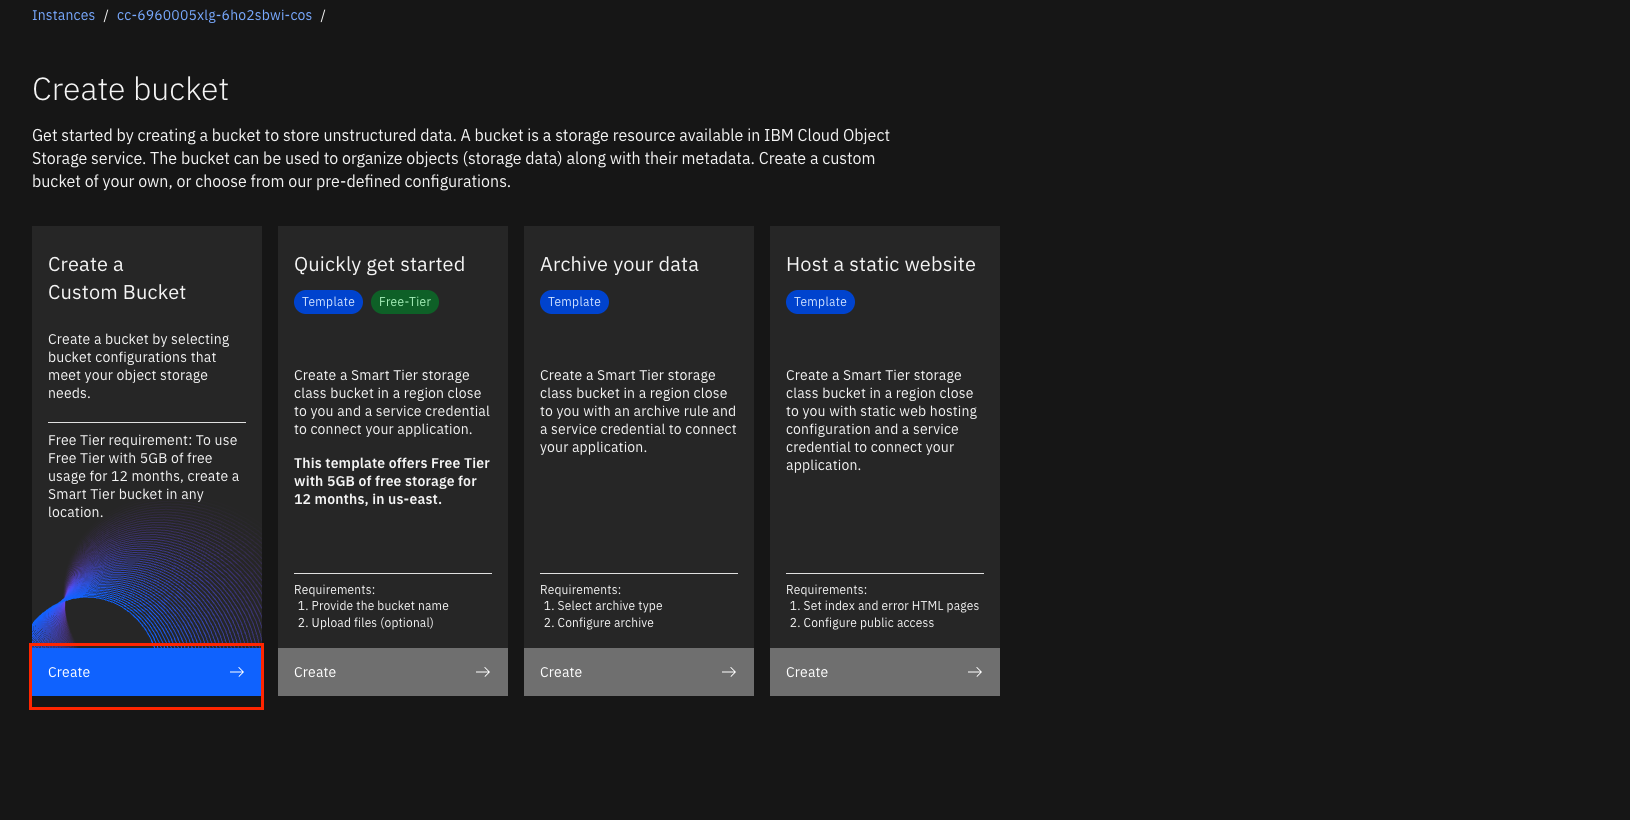 Instances / cc-6960005xlg-6ho2sbwi-cos /
Create bucket
Get started by creating a bucket to store unstructured data. A bucket is a storage resource available in IBM Cloud Object
Storage service. The bucket can be used to organize objects (storage data) along with their metadata. Create a custom
bucket of your own, or choose from our pre-defined configurations.
Create a
Custom Bucket
Create a bucket by selecting
bucket configurations that
meet your object storage
needs.
Free Tier requirement: To use
Free Tier with 5GB of free
usage for 12 months, create a
Smart Tier bucket in any
location.
Create
Quickly get started
Template Free-Tier
Create a Smart Tier storage
class bucket in a region close
to you and a service credential
to connect your application.
This template offers Free Tier
with 5GB of free storage for
12 months, in us-east.
Requirements:
1. Provide the bucket name
2. Upload files (optional)
Create
Archive your data
Template
Create a Smart Tier storage
class bucket in a region close
to you with an archive rule and
a service credential to connect
your application.
Requirements:
1. Select archive type
2. Configure archive
Create
Host a static website
Template
Create a Smart Tier storage
class bucket in a region close
to you with static web hosting
configuration and a service
credential to connect your
application.
Requirements:
1. Set index and error HTML pages
2. Configure public access
Create